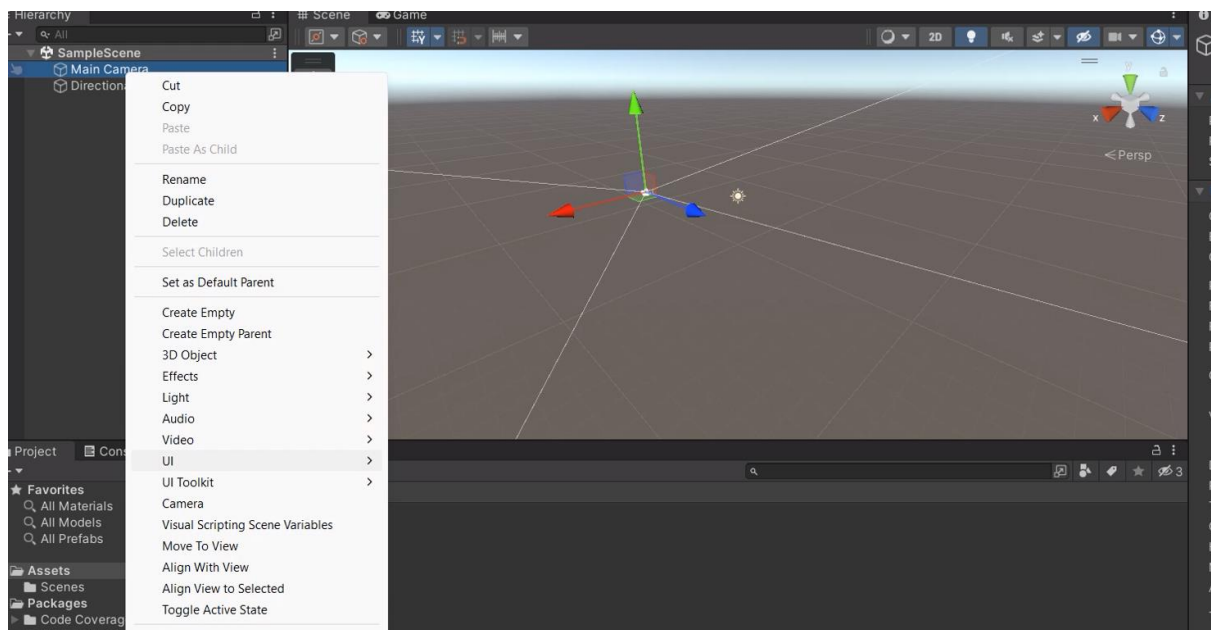 Hierarchy
All
SampleScene
Main Camera
Direction
Cut
Copy
Paste
Paste As Child
Rename
Duplicate
Delete
Select Children
Set as Default Parent
Create Empty
Create Empty Parent
3D Object
Effects
Light
Audio
Video
UI
UI Toolkit
Camera
Visual Scripting Scene Variables
Move To View
Align With View
Align View to Selected
Toggle Active State
Scene
Game
2D
y
x
z
Persp
Project
Cons
3
Favorites
All Materials
All Models
All Prefabs
Assets
Scenes
Packages
Code Coverag